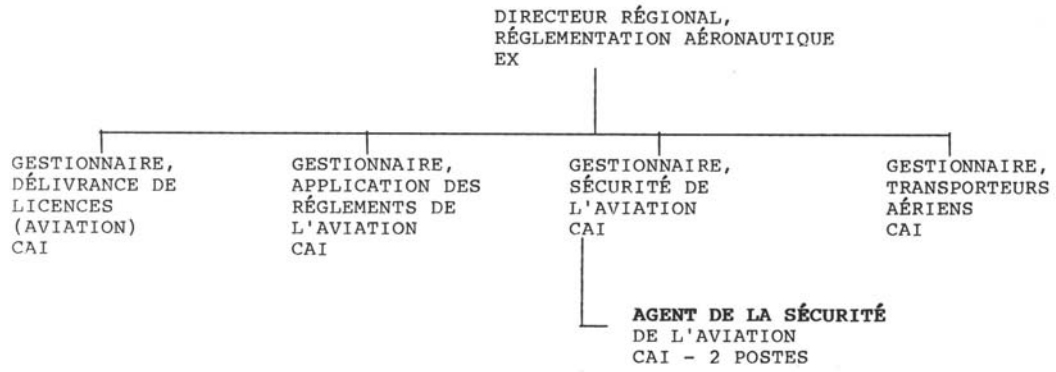 DIRECTEUR RÉGIONAL,
RÉGLEMENTATION AÉRONAUTIQUE
EX
GESTIONNAIRE,
DÉLIVRANCE DE
LICENCES
(AVIATION)
CAI
GESTIONNAIRE,
APPLICATION DES
RÉGLEMENTS DE
L'AVIATION
CAI
GESTIONNAIRE,
SÉCURITÉ DE
L'AVIATION
CAI
GESTIONNAIRE,
TRANSPORTEURS
AÉRIENS
CAI
AGENT DE LA SÉCURITÉ
DE L'AVIATION
CAI - 2 POSTES